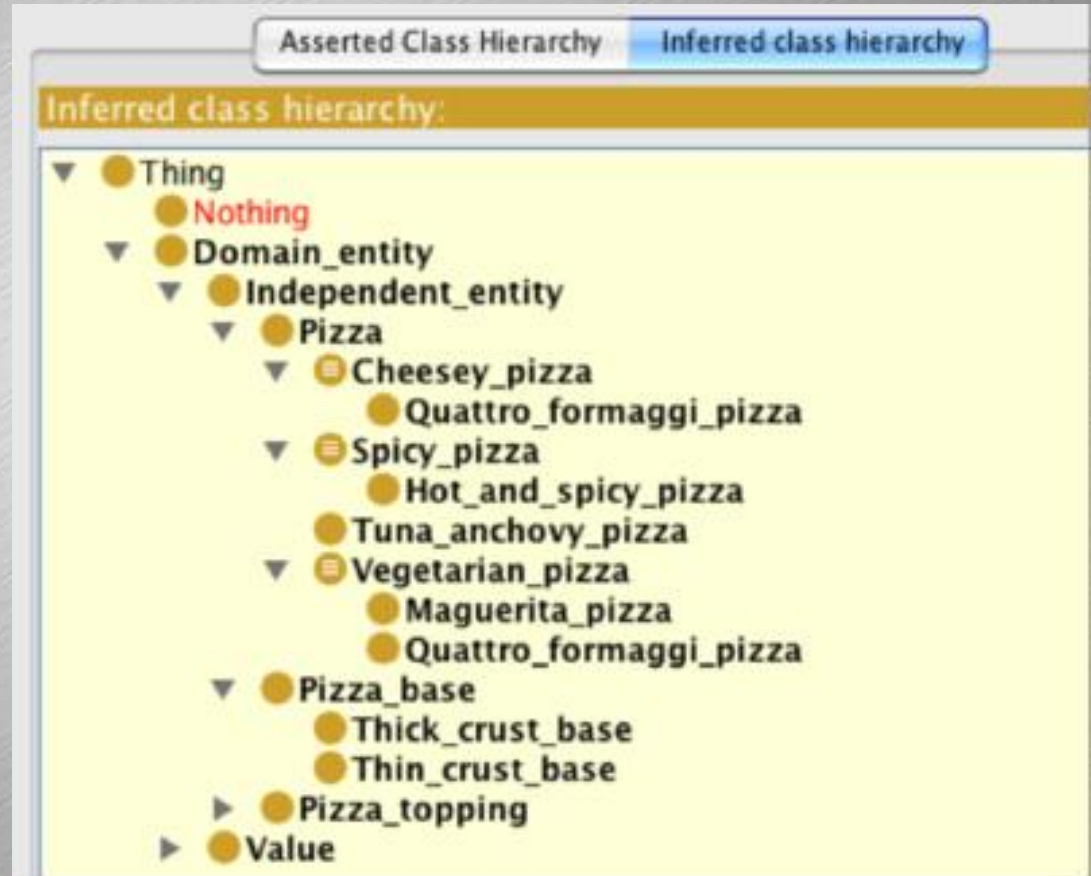 Asserted Class Hierarchy Inferred class hierarchy
Inferred class hierarchy:
Thing
Nothing
Domain_entity
Independent_entity
Pizza
Cheesey_pizza
Quattro_formaggi_pizza
Spicy_pizza
Hot_and_spicy_pizza
Tuna_anchovy_pizza
Vegetarian_pizza
Maguerita_pizza
Quattro_formaggi_pizza
Pizza_base
Thick_crust_base
Thin_crust_base
Pizza_topping
Value